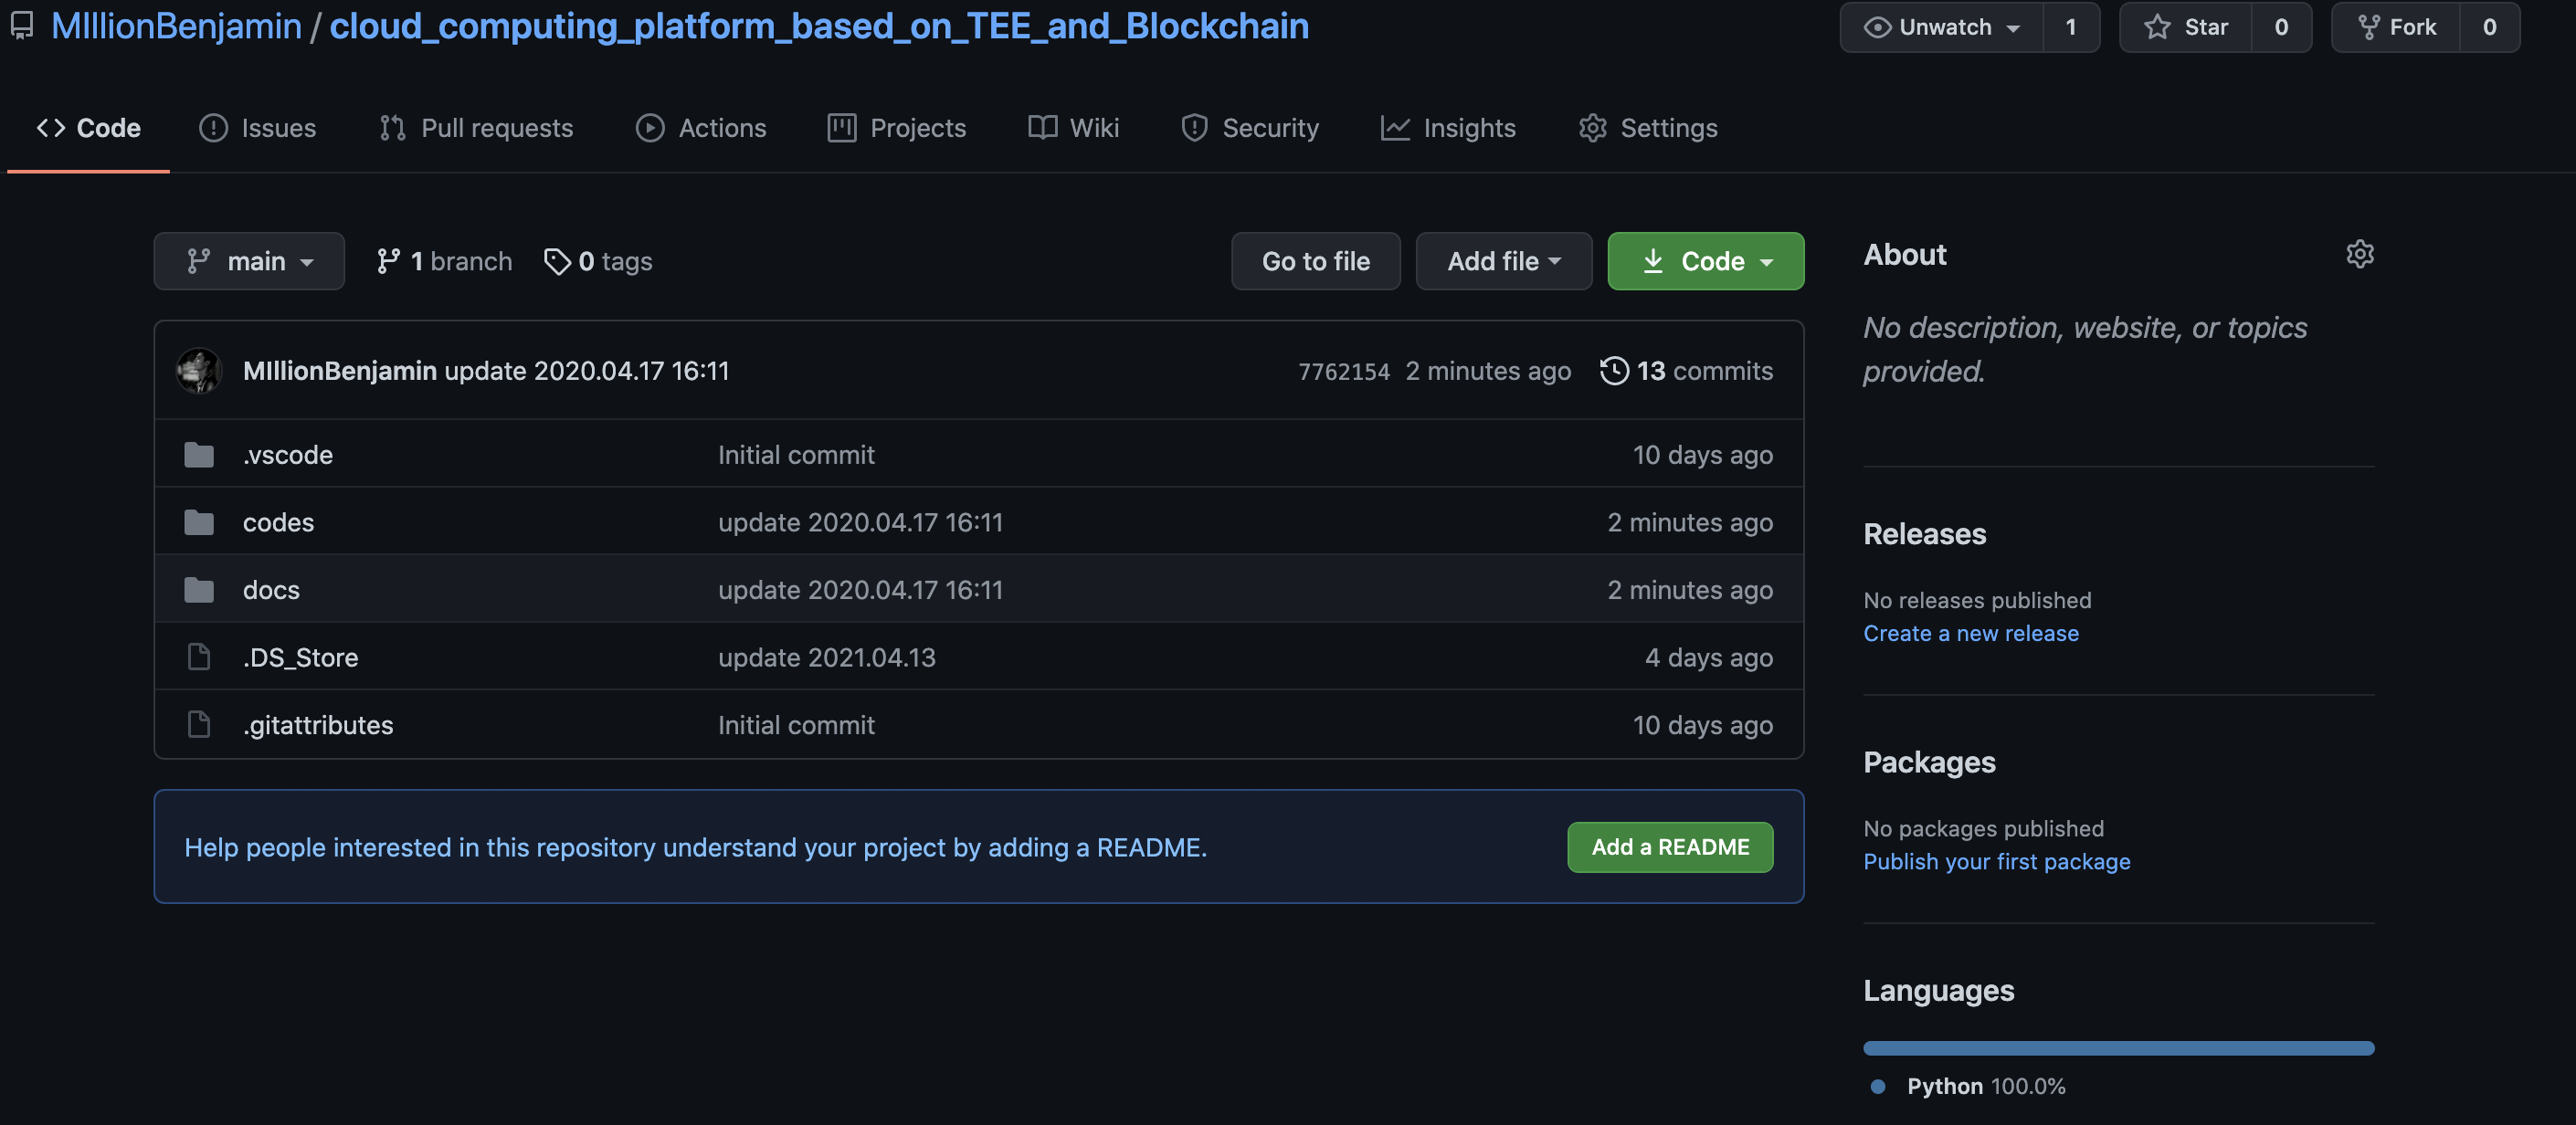 MIllionBenjamin / cloud_computing_platform_based_on_TEE_and_Blockchain
Unwatch 1 Star 0 Fork 0
Code Issues Pull requests Actions Projects Wiki Security Insights Settings
main 1 branch 0 tags Go to file Add file Code
MIllionBenjamin update 2020.04.17 16:11 7762154 2 minutes ago 13 commits
.vscode Initial commit 10 days ago
codes update 2020.04.17 16:11 2 minutes ago
docs update 2020.04.17 16:11 2 minutes ago
.DS_Store update 2021.04.13 4 days ago
.gitattributes Initial commit 10 days ago
Help people interested in this repository understand your project by adding a README. Add a README
About
No description, website, or topics
provided.
Releases
No releases published
Create a new release
Packages
No packages published
Publish your first package
Languages
Python 100.0%